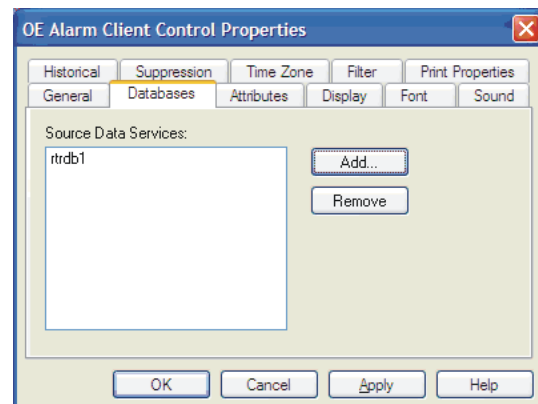 OE Alarm Client Control Properties
Historical Suppression Time Zone Filter Print Properties
General Databases Attributes Display Font Sound
Source Data Services:
rtrdb1
Add...
Remove
OK Cancel Apply Help